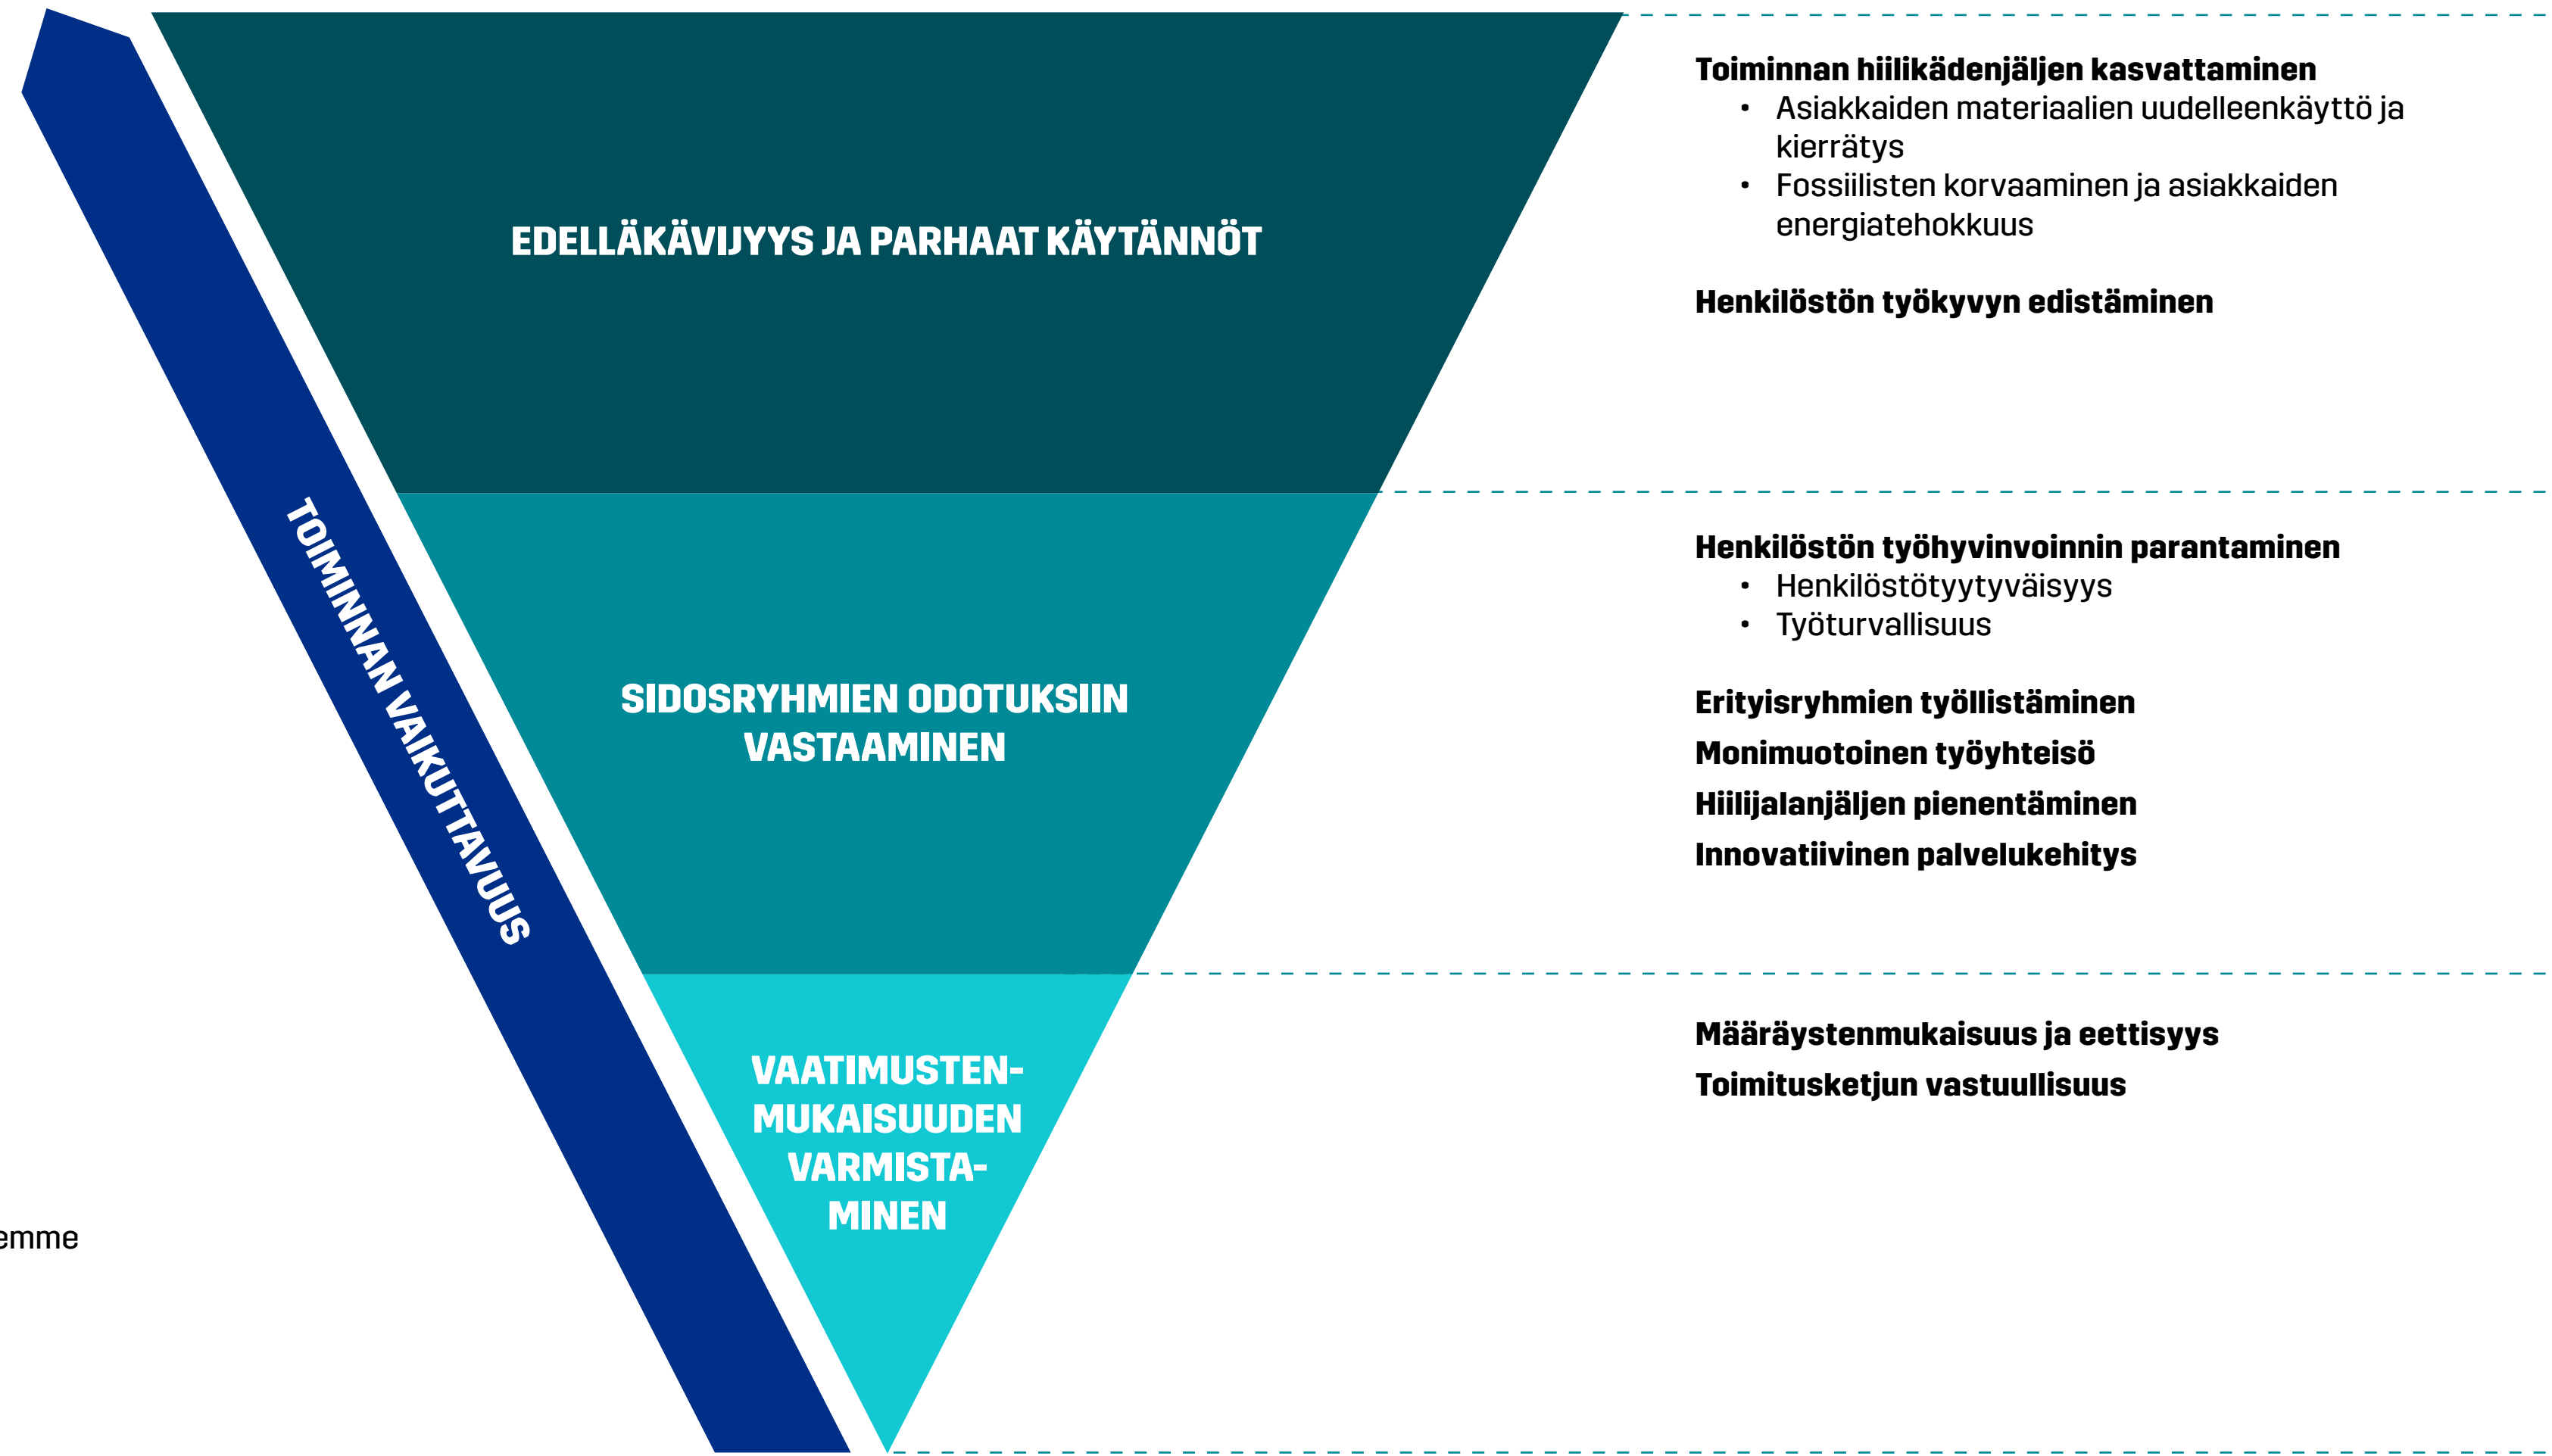 EDELLÄKÄVIJYYS JA PARHAAT KÄYTÄNNÖT
Toiminnan hiilikädenjäljen kasvattaminen
• Asiakkaiden materiaalien uudelleenkäyttö ja
kierrätys
• Fossiilisten korvaaminen ja asiakkaiden
energiatehokkuus
Henkilöstön työkyvyn edistäminen
TOIMINNAN VAIKUTTAVUUS
SIDOSRYHMIEN ODOTUKSIIN
VASTAAMINEN
Henkilöstön työhyvinvoinnin parantaminen
• Henkilöstötyytyväisyys
• Työturvallisuus
Erityisryhmien työllistäminen
Monimuotoinen työyhteisö
Hiilijalanjäljen pienentäminen
Innovatiivinen palvelukehitys
VAATIMUSTEN-
MUKAISUUDEN
VARMISTA-
MINEN
Määräystenmukaisuus ja eettisyys
Toimitusketjun vastuullisuus
emme